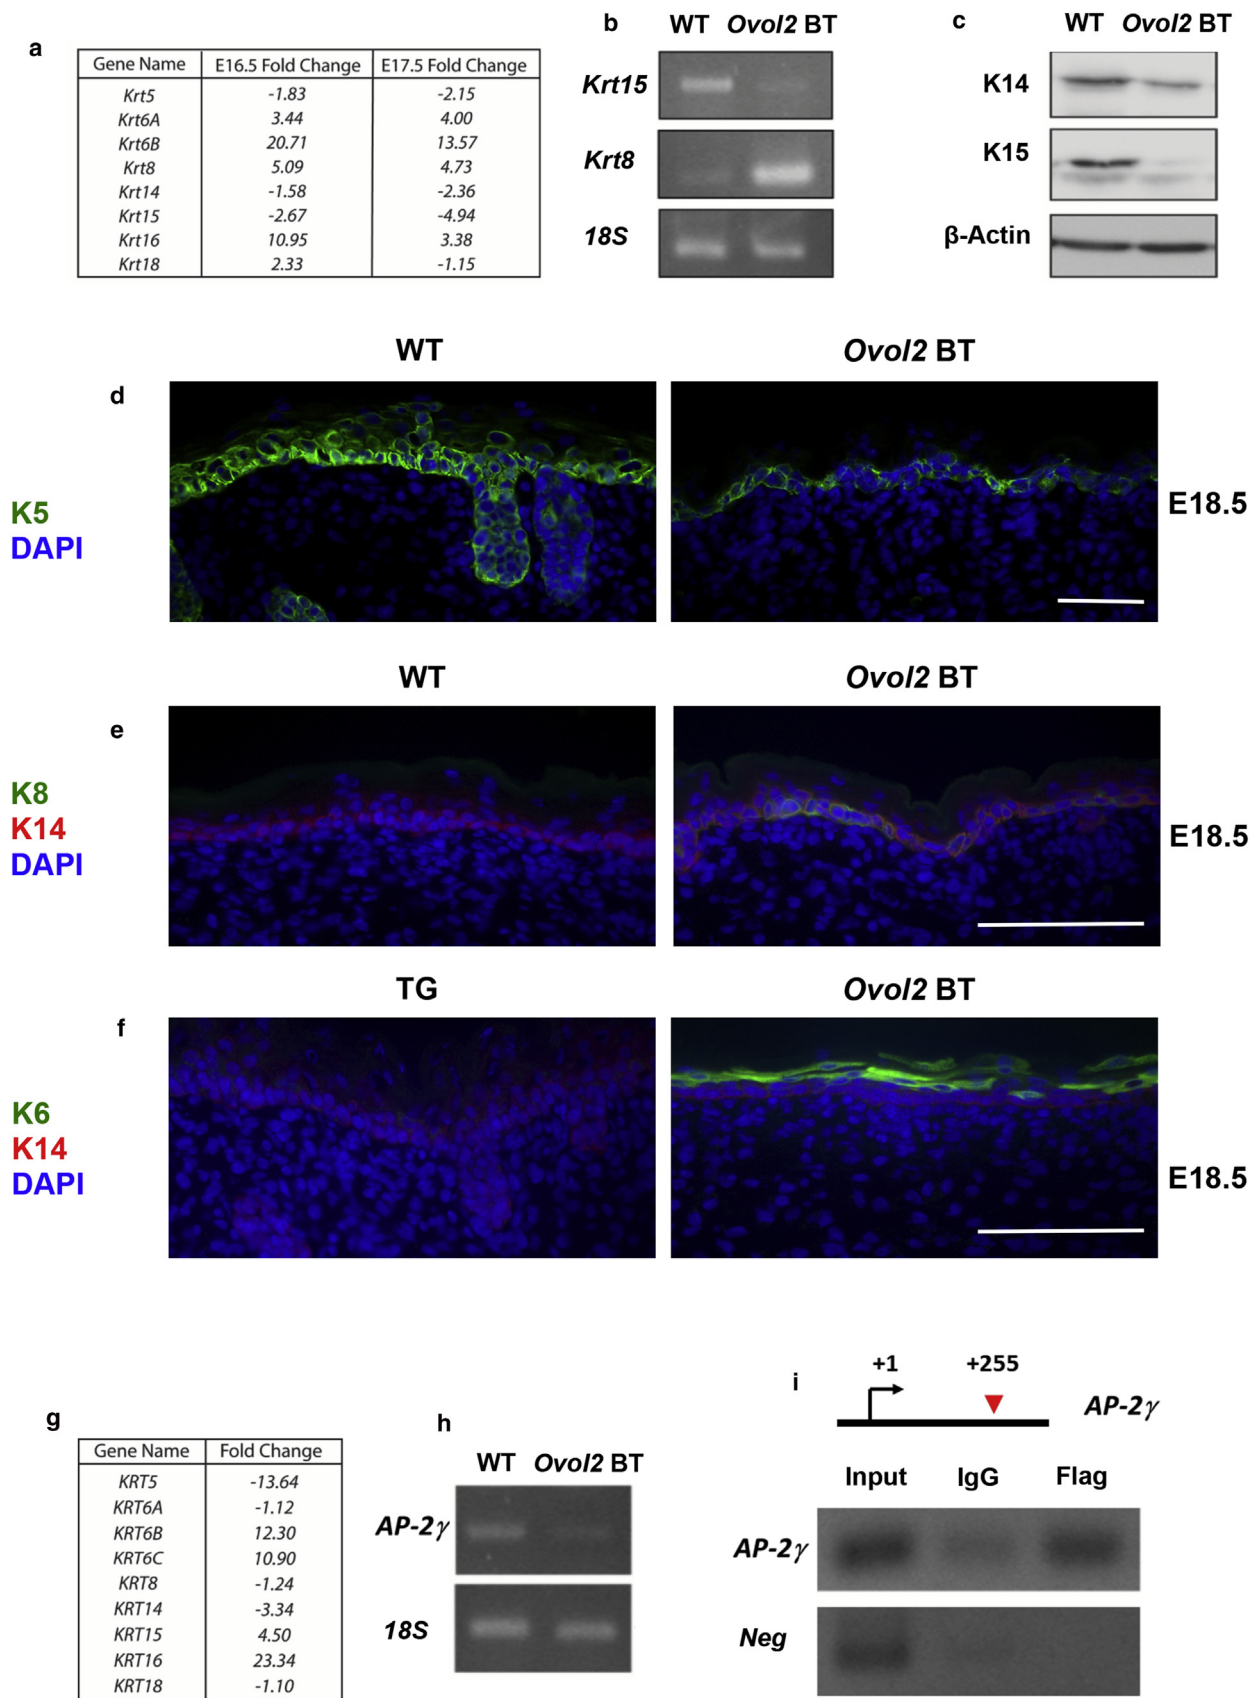 a
Gene Name E16.5 Fold Change E17.5 Fold Change
Krt5 -1.83 -2.15
Krt6A 3.44 4.00
Krt6B 20.71 13.57
Krt8 5.09 4.73
Krt14 -1.58 -2.36
Krt15 -2.67 -4.94
Krt16 10.95 3.38
Krt18 2.33 -1.15
b
WT Ovol2 BT
Krt15
Krt8
18S
c
WT Ovol2 BT
K14
K15
β-Actin
WT Ovol2 BT
d
K5
DAPI
E18.5
WT Ovol2 BT
e
K8
K14
DAPI
E18.5
TG Ovol2 BT
f
K6
K14
DAPI
E18.5
g
Gene Name Fold Change
KRT5 -13.64
KRT6A -1.12
KRT6B 12.30
KRT6C 10.90
KRT8 -1.24
KRT14 -3.34
KRT15 4.50
KRT16 23.34
KRT18 -1.10
h
WT Ovol2 BT
AP-2γ
18S
i
+1 +255
AP-2γ
Input IgG Flag
AP-2γ
Neg